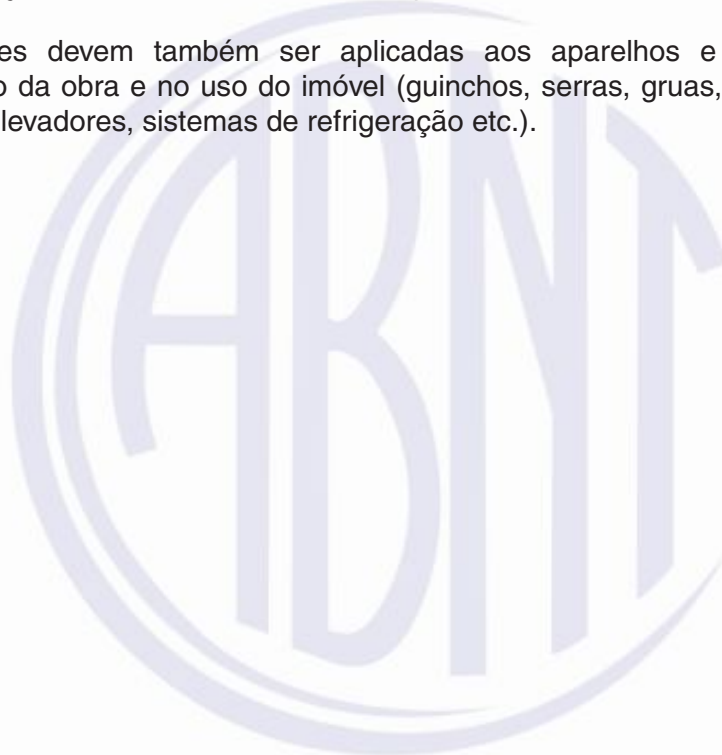 es devem também ser aplicadas aos aparelhos e
o da obra e no uso do imóvel (guinchos, serras, gruas,
levadores, sistemas de refrigeração etc.).
ABNT